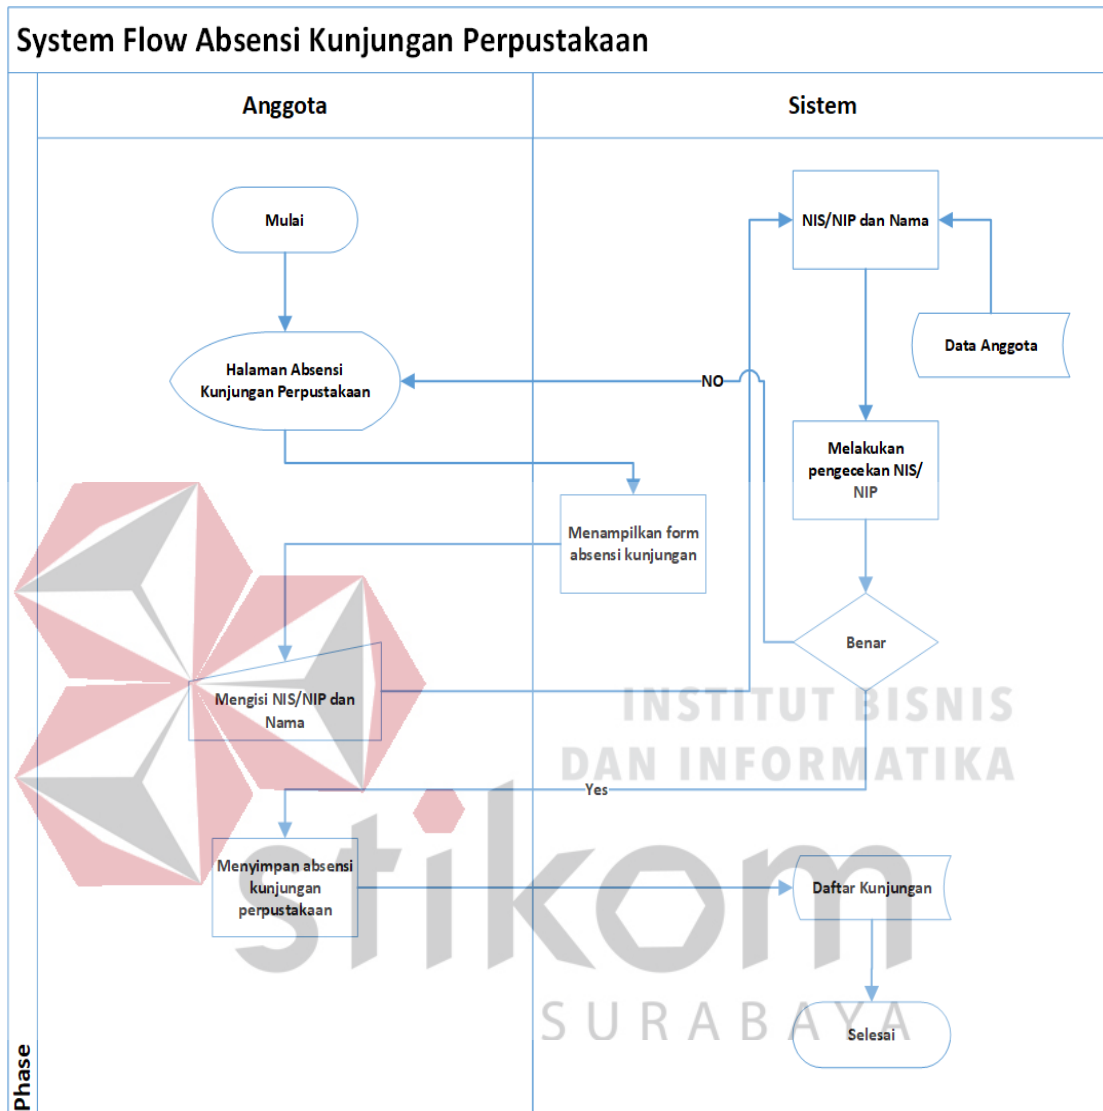 System Flow Absensi Kunjungan Perpustakaan
Anggota
Sistem
Mulai
NIS/NIP dan Nama
Data Anggota
Halaman Absensi
Kunjungan Perpustakaan
NO
Melakukan
pengecekan NIS/
NIP
Menampilkan form
absensi kunjungan
Benar
Mengisi NIS/NIP dan
Nama
INSTITUT BISNIS
DAN INFORMATIKA
Yes
stikom
Menyimpan absensi
kunjungan
perpustakaan
Daftar Kunjungan
SURABAYA
Selesai
Phase